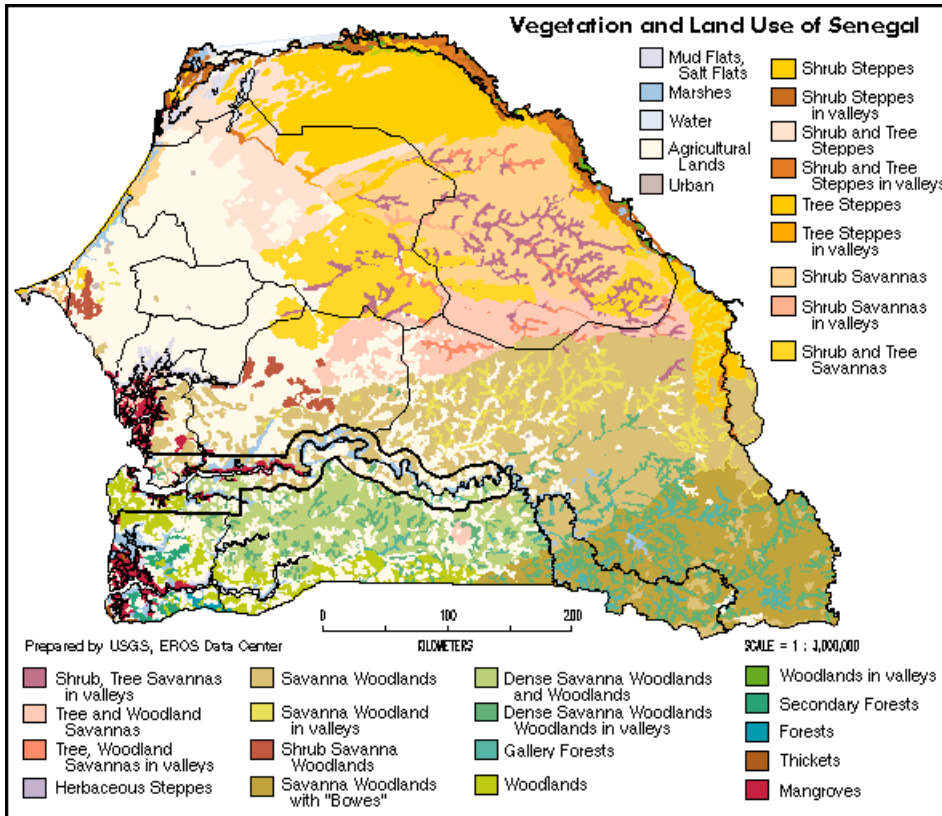 Vegetation and Land Use of Senegal
Mud Flats,
Salt Flats
Marshes
Water
Agricultural
Lands
Urban
Shrub Steppes
Shrub Steppes
in valleys
Shrub and Tree
Steppes
Shrub and Tree
Steppes in valleys
Tree Steppes
Tree Steppes
in valleys
Shrub Savannas
Shrub Savannas
in valleys
Shrub and Tree
Savannas
0 100 200
KILOMETERS
Prepared by USGS, EROS Data Center
SCALE = 1 : 3,000,000
Shrub, Tree Savannas
in valleys
Tree and Woodland
Savannas
Tree, Woodland
Savannas in valleys
Herbaceous Steppes
Savanna Woodlands
Savanna Woodland
in valleys
Shrub Savanna
Woodlands
Savanna Woodlands
with "Bowes"
Dense Savanna Woodlands
and Woodlands
Dense Savanna Woodlands
Woodlands in valleys
Gallery Forests
Woodlands
Woodlands in valleys
Secondary Forests
Forests
Thickets
Mangroves